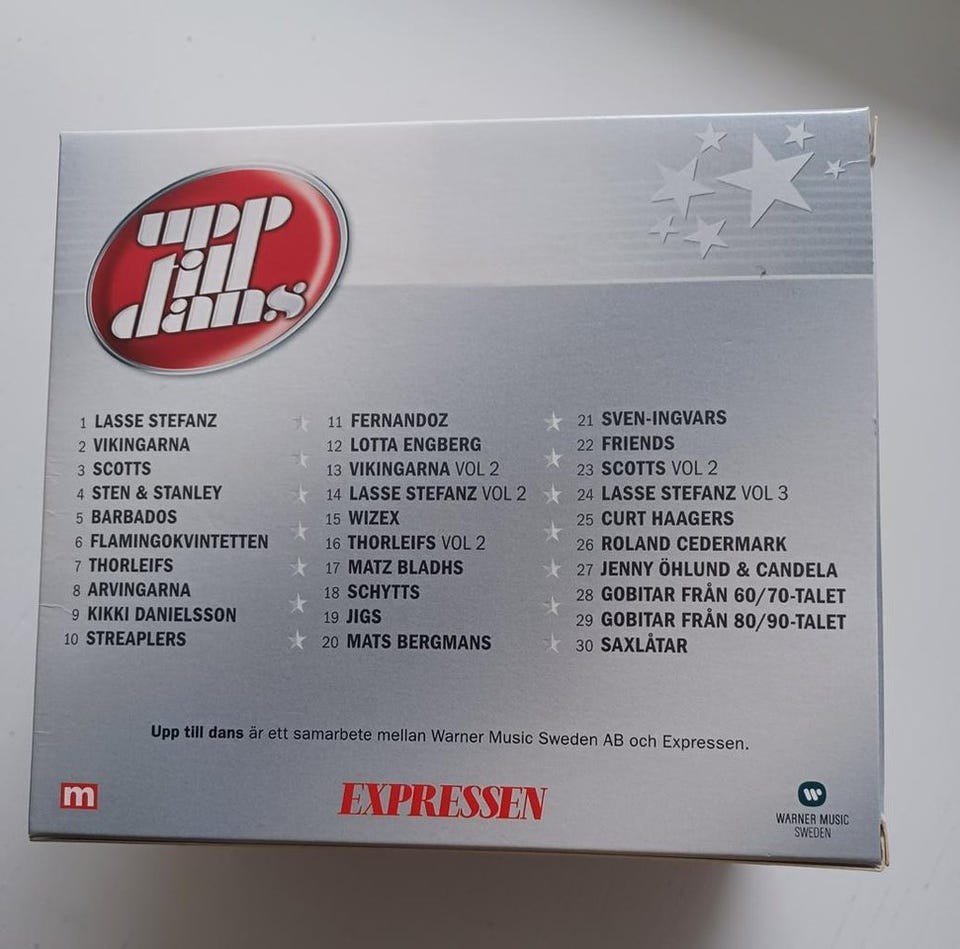 upp
till
dans
1 LASSE STEFANZ
2 VIKINGARNA
3 SCOTTS
4 STEN & STANLEY
5 BARBADOS
6 FLAMINGOKVINTETTEN
7 THORLEIFS
8 ARVINGARNA
9 KIKKI DANIELSSON
10 STREAPLERS
11 FERNANDOZ
12 LOTTA ENGBERG
13 VIKINGARNA VOL 2
14 LASSE STEFANZ VOL 2
15 WIZEX
16 THORLEIFS VOL 2
17 MATZ BLADHS
18 SCHYTTS
19 JIGS
20 MATS BERGMANS
21 SVEN-INGVARS
22 FRIENDS
23 SCOTTS VOL 2
24 LASSE STEFANZ VOL 3
25 CURT HAAGERS
26 ROLAND CEDERMARK
27 JENNY ÖHLUND & CANDELA
28 GOBITAR FRÅN 60/70-TALET
29 GOBITAR FRÅN 80/90-TALET
30 SAXLÅTAR
Upp till dans är ett samarbete mellan Warner Music Sweden AB och Expressen.
m
EXPRESSEN
WARNER MUSIC
SWEDEN